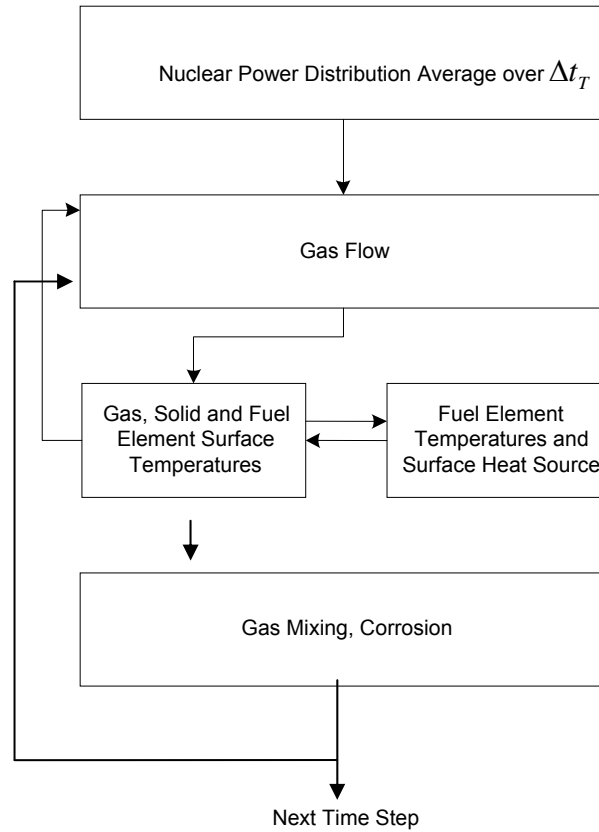 Nuclear Power Distribution Average over Δt_T
Gas Flow
Gas, Solid and Fuel
Element Surface
Temperatures
Fuel Element
Temperatures and
Surface Heat Source
Gas Mixing, Corrosion
Next Time Step